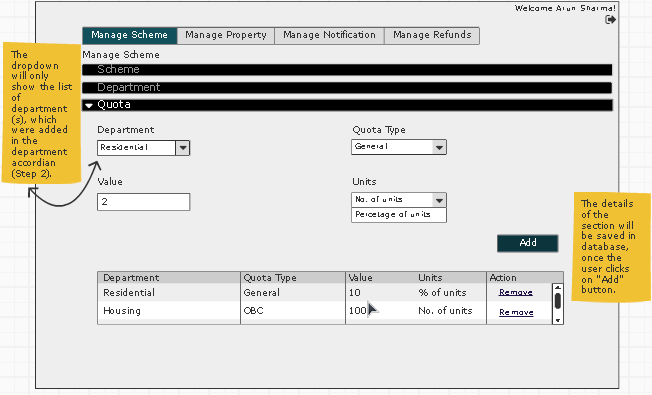 Welcome Arun Sharma!
Manage Scheme Manage Property Manage Notification Manage Refunds
Manage Scheme
Scheme
Department
Quota
The
dropdown
will only
show the list
of
department
(s), which
were added
in the
department
accordian
(Step 2).
Department Quota Type
Residential General
Value Units
2 No. of units
Percetage of units
Add
The details
of the
section will
be saved in
database,
once the
user clicks
on "Add"
button.
Department Quota Type Value Units Action
Residential General 10 % of units Remove
Housing OBC 100 No. of units Remove